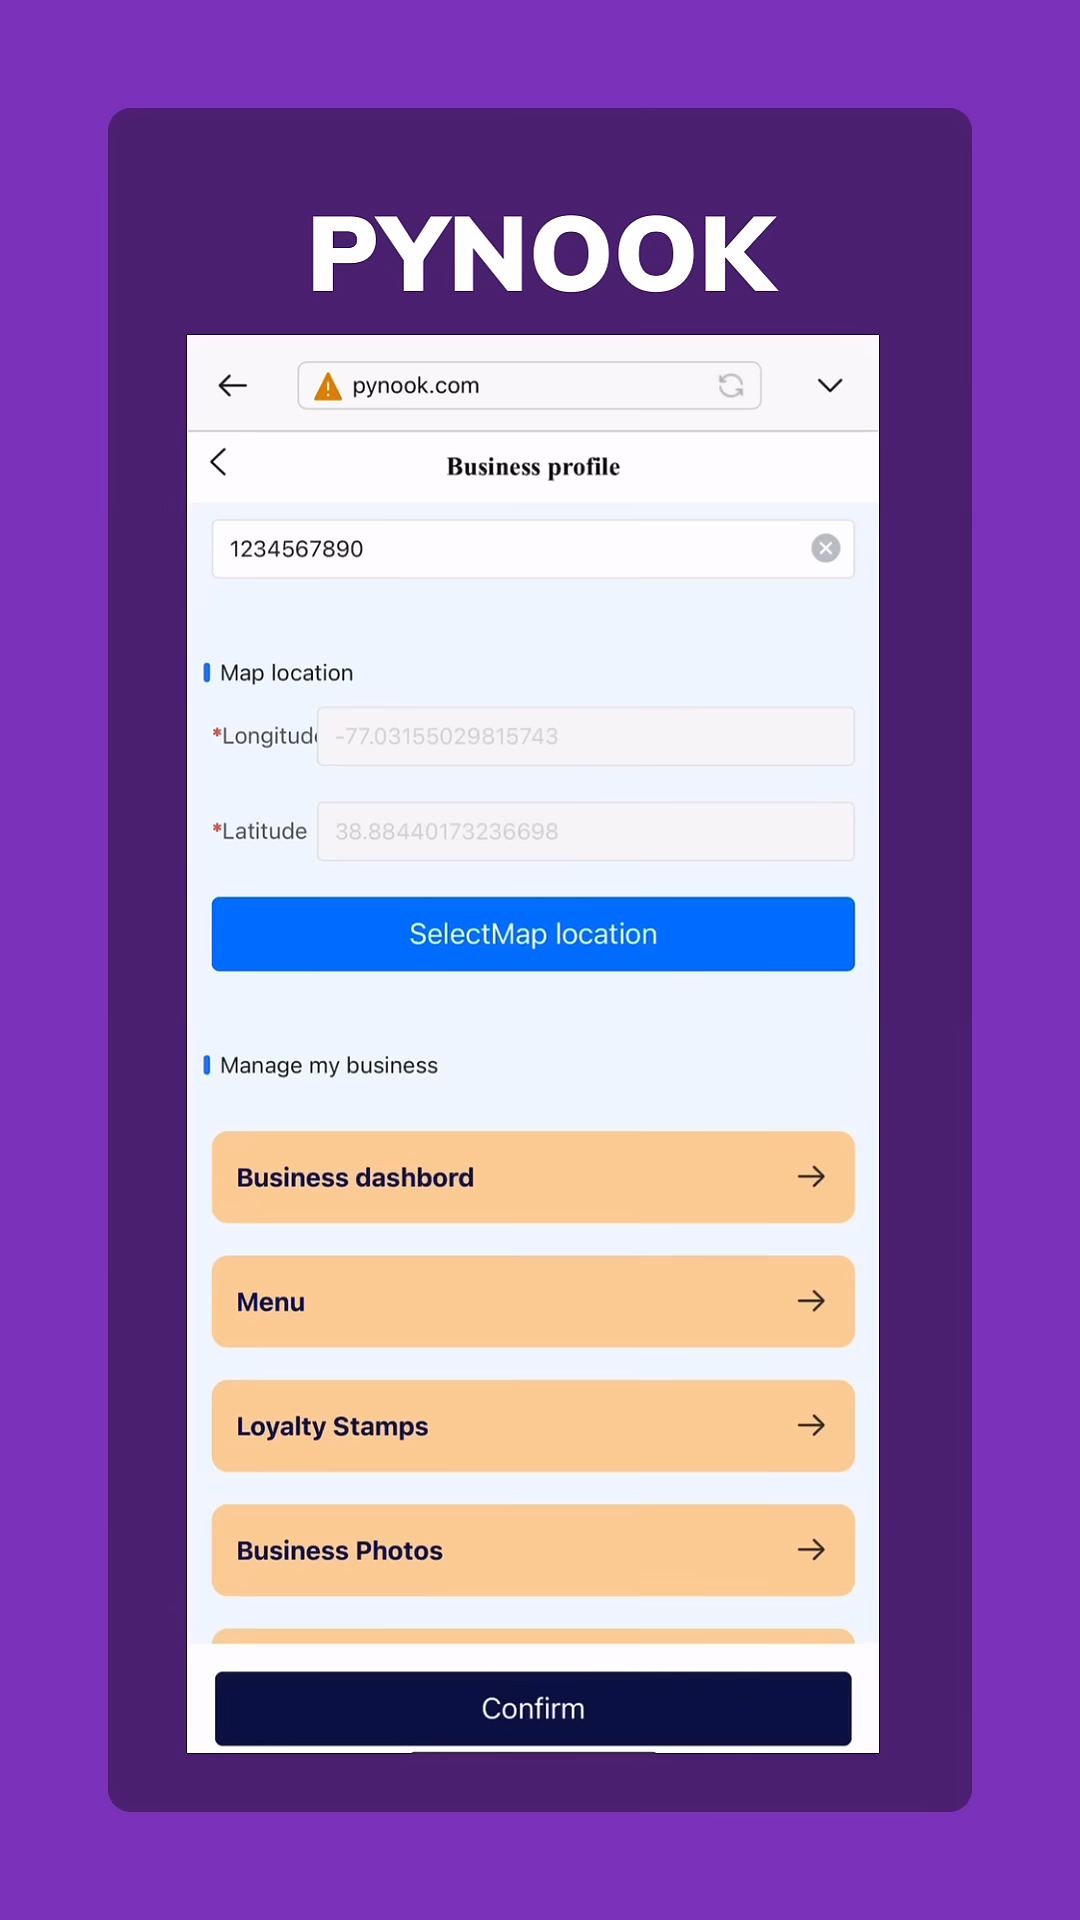 PYNOOK
pynook.com
Business profile
1234567890
Map location
*Longitud
-77.03155029815743
*Latitude
38.88440173236698
SelectMap location
Manage my business
Business dashbord
Menu
Loyalty Stamps
Business Photos
Confirm